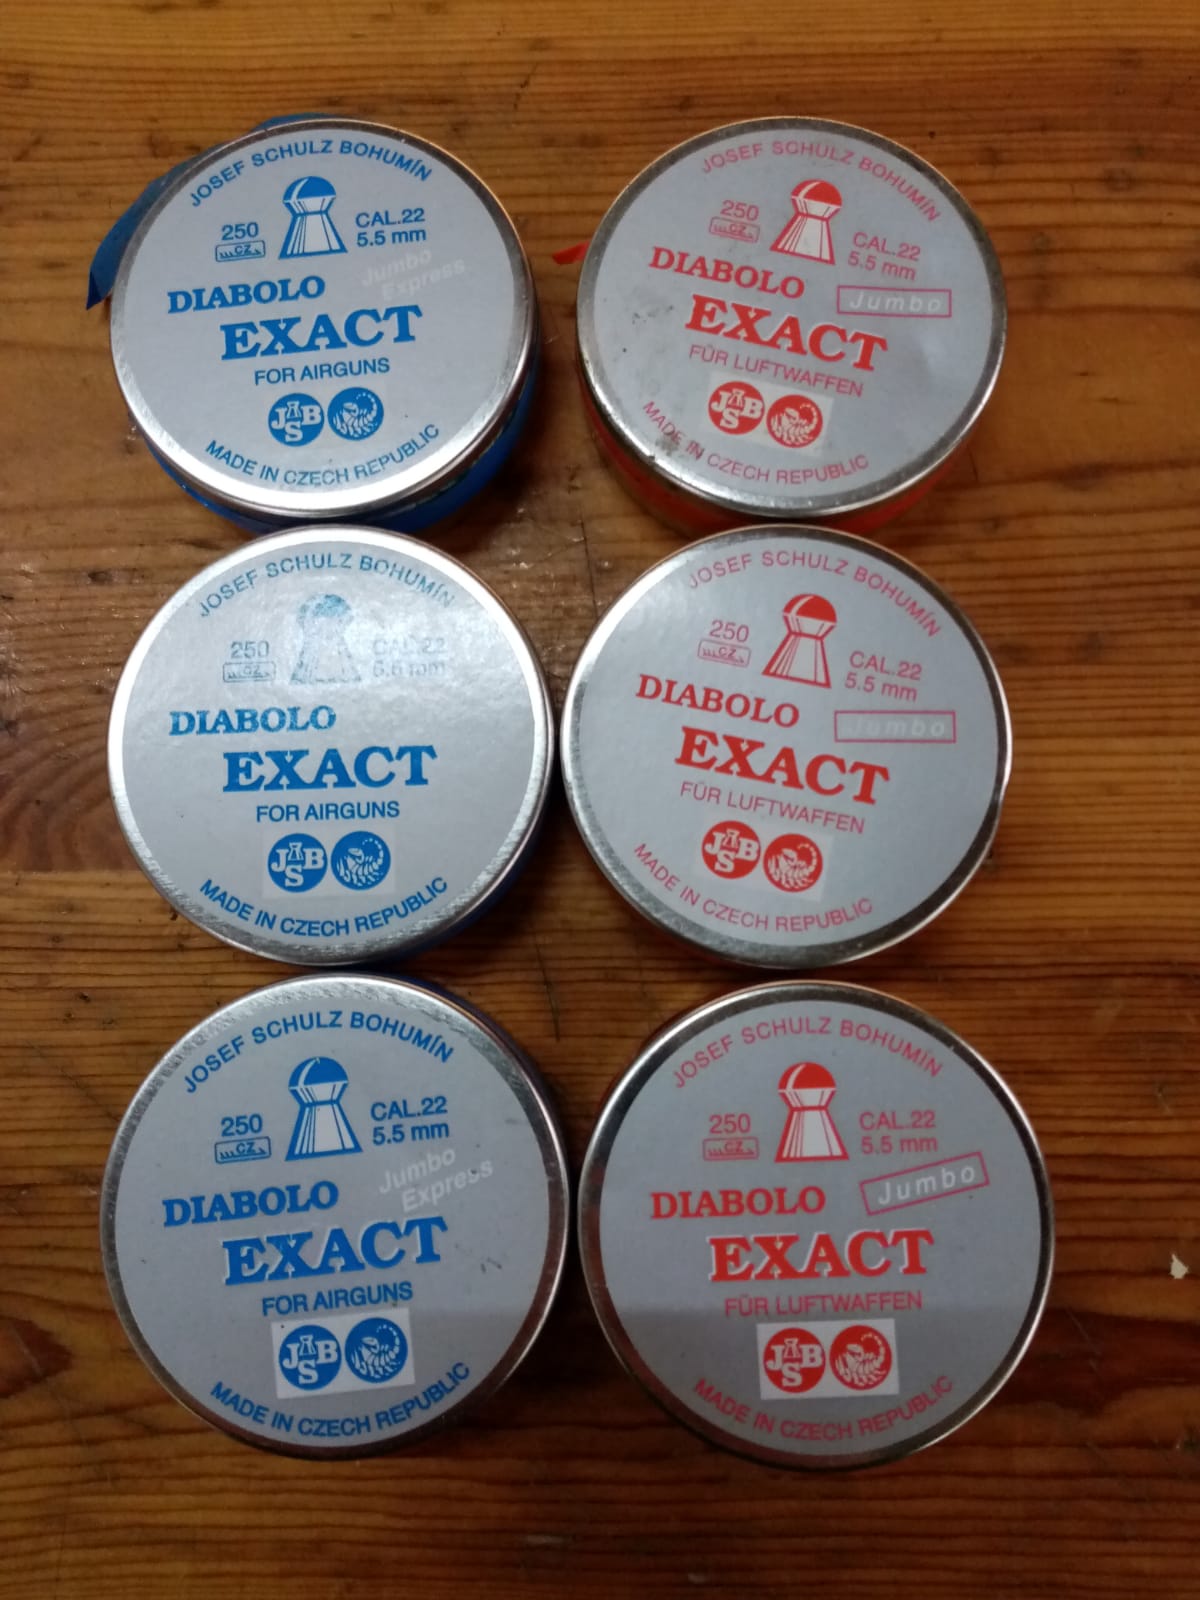 JOSEF SCHULZ BOHUMÍN
250
CZ
CAL.22
5.5 mm
Jumbo
Express
DIABOLO
EXACT
FOR AIRGUNS
JSB
MADE IN CZECH REPUBLIC
JOSEF SCHULZ BOHUMÍN
250
CZ
CAL.22
5.5 mm
DIABOLO
Jumbo
EXACT
FÜR LUFTWAFFEN
JSB
MADE IN CZECH REPUBLIC
JOSEF SCHULZ BOHUMÍN
250
CZ
CAL.22
5.5 mm
DIABOLO
EXACT
FOR AIRGUNS
JSB
MADE IN CZECH REPUBLIC
JOSEF SCHULZ BOHUMÍN
250
CZ
CAL.22
5.5 mm
DIABOLO
Jumbo
EXACT
FÜR LUFTWAFFEN
JSB
MADE IN CZECH REPUBLIC
JOSEF SCHULZ BOHUMÍN
250
CZ
CAL.22
5.5 mm
Jumbo
Express
DIABOLO
EXACT
FOR AIRGUNS
JSB
MADE IN CZECH REPUBLIC
JOSEF SCHULZ BOHUMÍN
250
CZ
CAL.22
5.5 mm
Jumbo
DIABOLO
EXACT
FÜR LUFTWAFFEN
JSB
MADE IN CZECH REPUBLIC